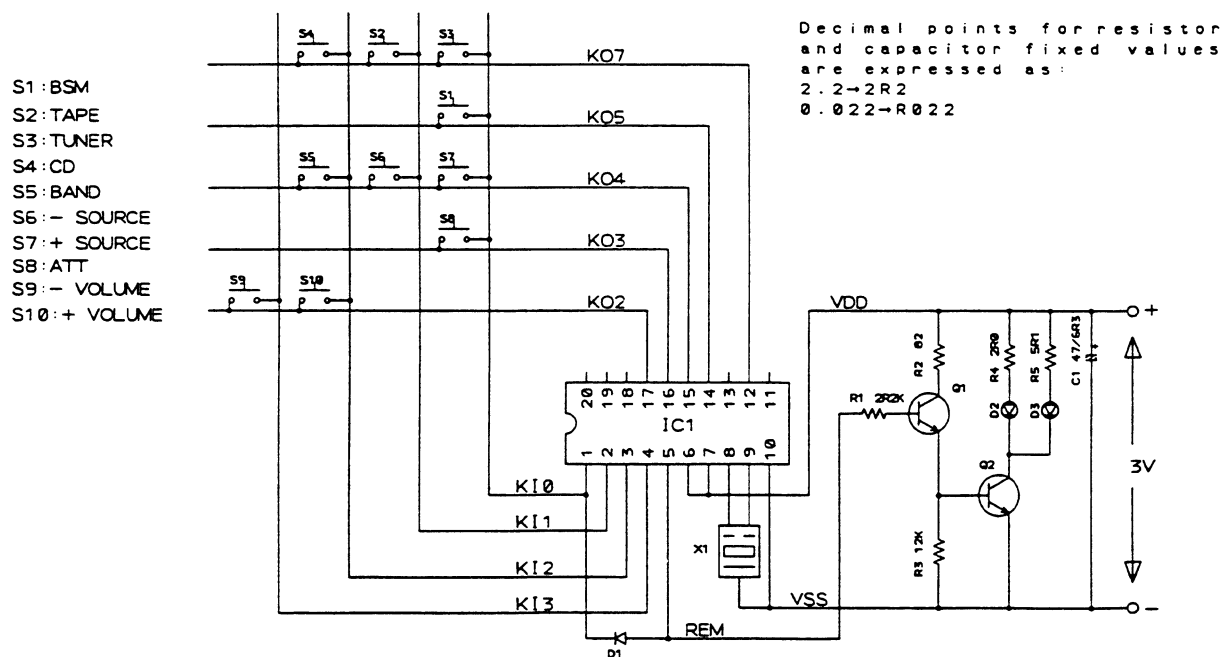 S4 S2 S3
KO7
Decimal points for resistor
and capacitor fixed values
are expressed as:
2.2→2R2
0.022→R022
S1:BSM
S2:TAPE
S3:TUNER
S4:CD
S5:BAND
S6:- SOURCE
S7:+ SOURCE
S8:ATT
S9:- VOLUME
S10:+ VOLUME
S1
KO5
S5 S6 S7
KO4
S8
KO3
S9 S10
KO2
VDD
+
R2 82
R4 2R0
R5 5R1
C1 47/6R3
+
20 19 18 17 16 15 14 13 12 11
IC1
1 2 3 4 5 6 7 8 9 10
R1 2R2K
Q1
D2
D3
Q2
3V
KI0
KI1
KI2
KI3
X1
R3 12K
VSS
-
REM
D1